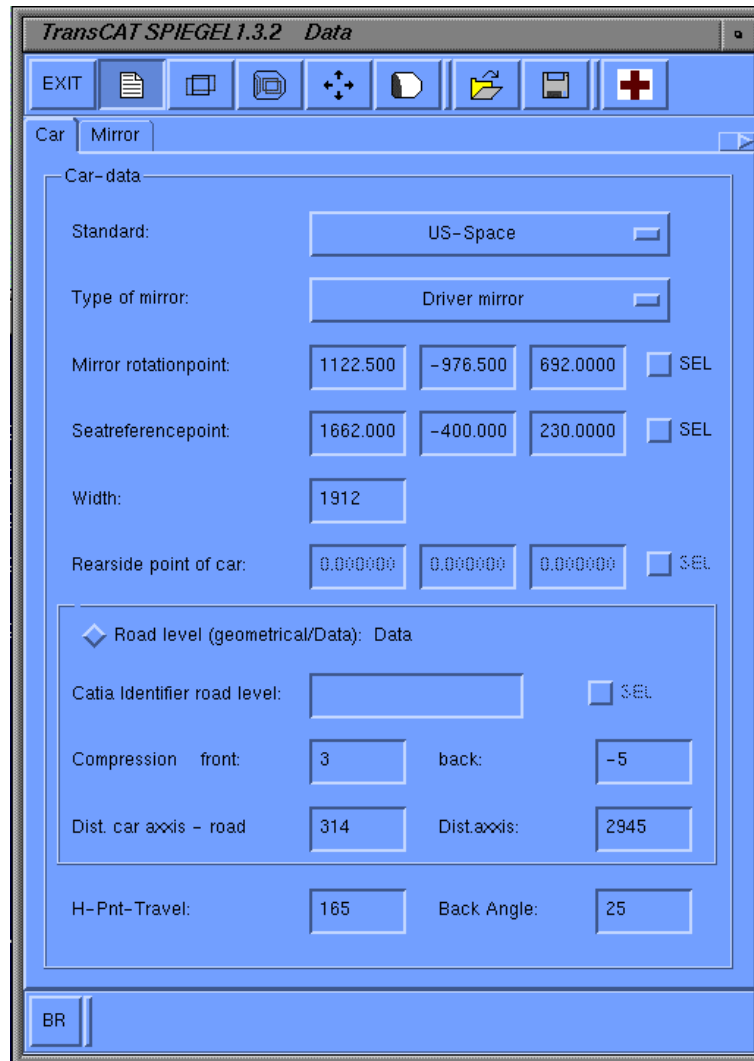 TransCAT SPIEGEL1.3.2 Data
EXIT
Car Mirror
Car-data
Standard: US-Space
Type of mirror: Driver mirror
Mirror rotationpoint: 1122.500 -976.500 692.0000 SEL
Seatreferencepoint: 1662.000 -400.000 230.0000 SEL
Width: 1912
Rearside point of car: 0.000000 0.000000 0.000000 SEL
Road level (geometrical/Data): Data
Catia Identifier road level: SEL
Compression front: 3 back: -5
Dist. car axxis - road 314 Dist.axxis: 2945
H-Pnt-Travel: 165 Back Angle: 25
BR